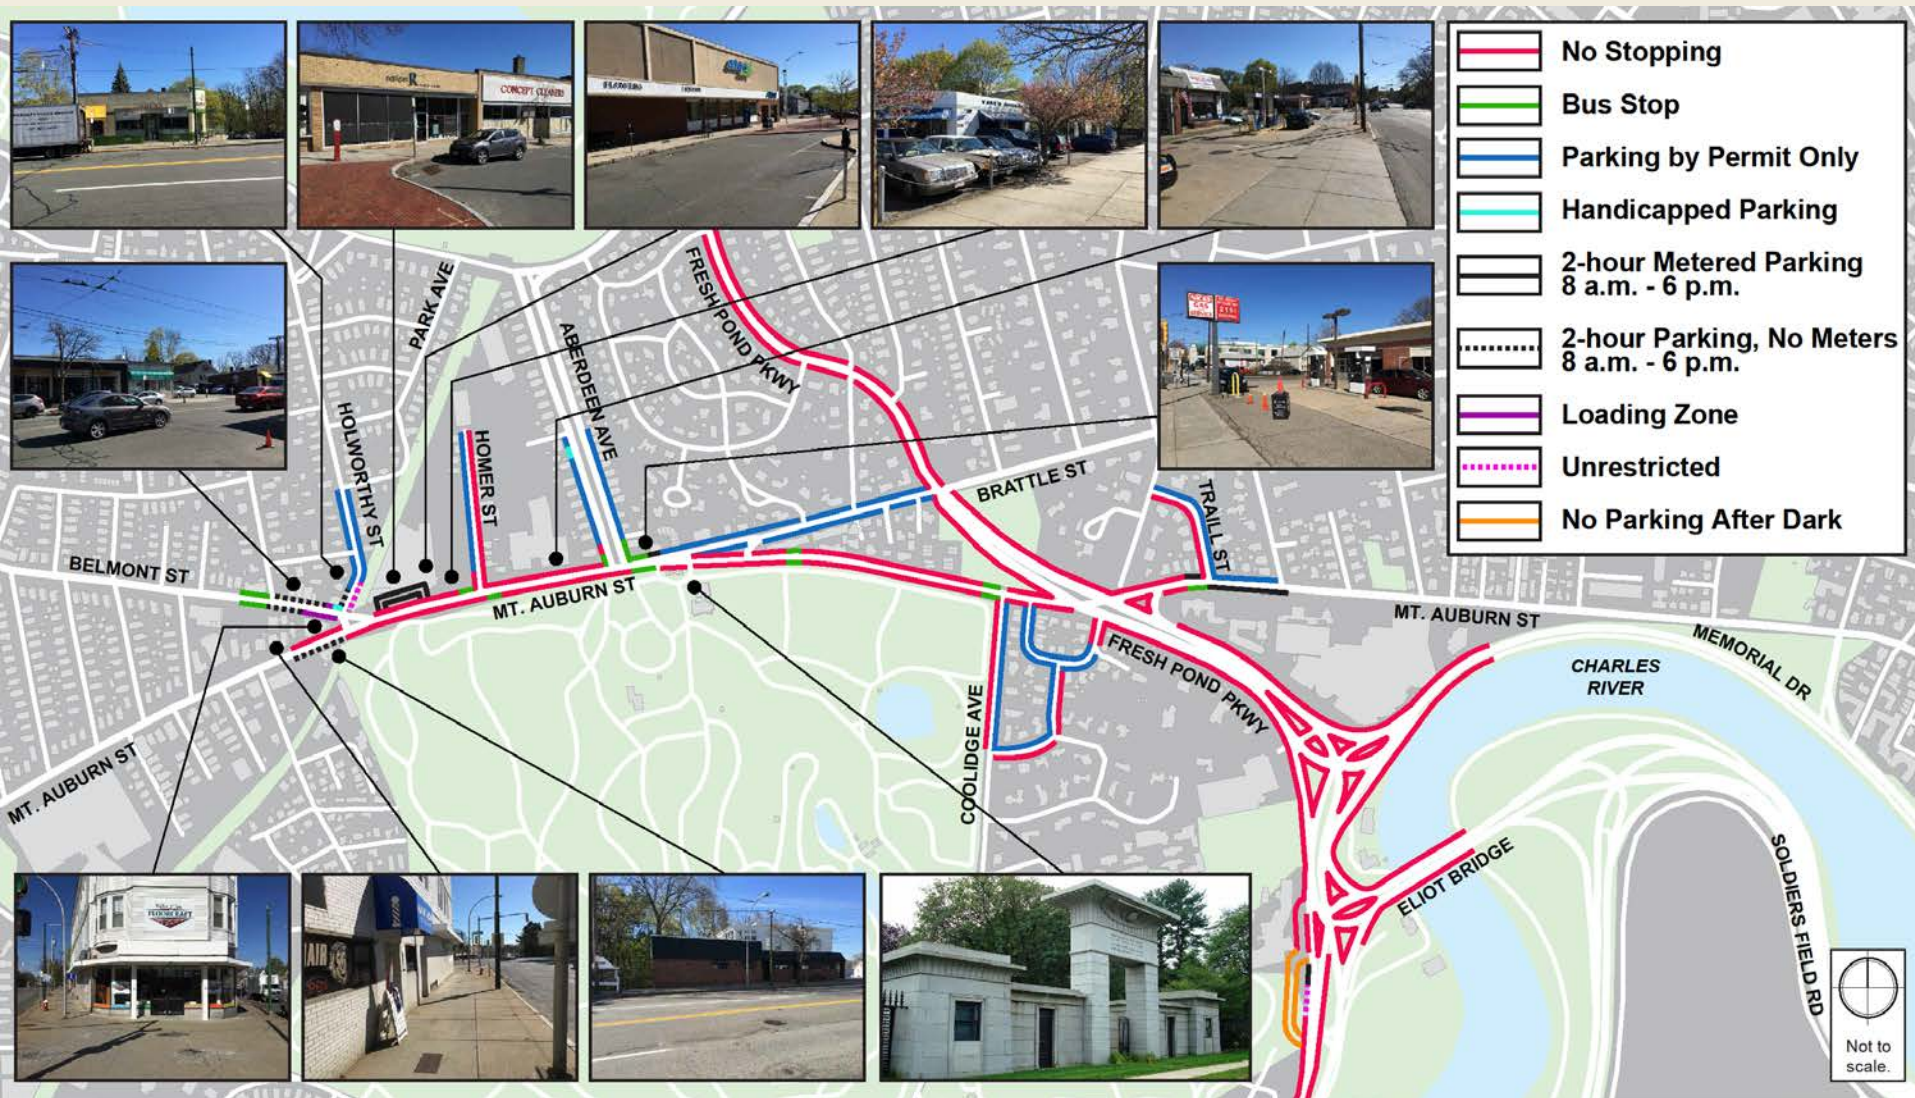 CONCEPT CLEANERS
No Stopping
Bus Stop
Parking by Permit Only
Handicapped Parking
2-hour Metered Parking
8 a.m. - 6 p.m.
2-hour Parking, No Meters
8 a.m. - 6 p.m.
Loading Zone
Unrestricted
No Parking After Dark
FRESH POND PKWY
PARK AVE
ABERDEEN AVE
HOLWORTHY ST
HOMER ST
BRATTLE ST
TRAILL ST
BELMONT ST
MT. AUBURN ST
MT. AUBURN ST
MEMORIAL DR
CHARLES
RIVER
FRESH POND PKWY
COOLIDGE AVE
MT. AUBURN ST
ELIOT BRIDGE
SOLDIERS FIELD RD
FLOORCRAFT
HAIR
Not to
scale.